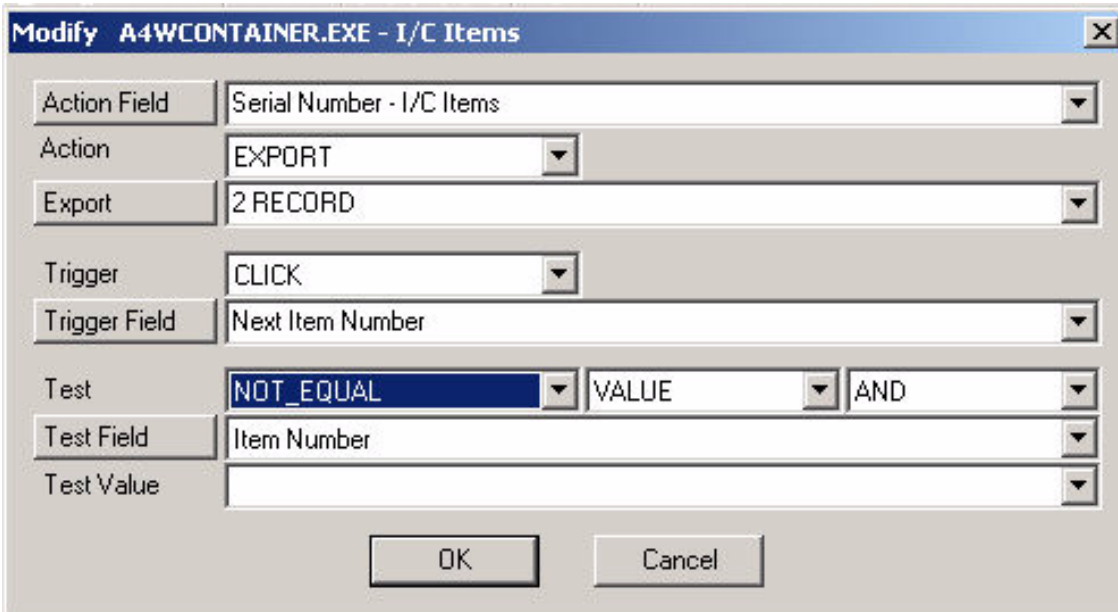 Modify A4WCONTAINER.EXE - I/C Items
Action Field Serial Number - I/C Items
Action EXPORT
Export 2 RECORD
Trigger CLICK
Trigger Field Next Item Number
Test NOT_EQUAL VALUE AND
Test Field Item Number
Test Value
OK Cancel